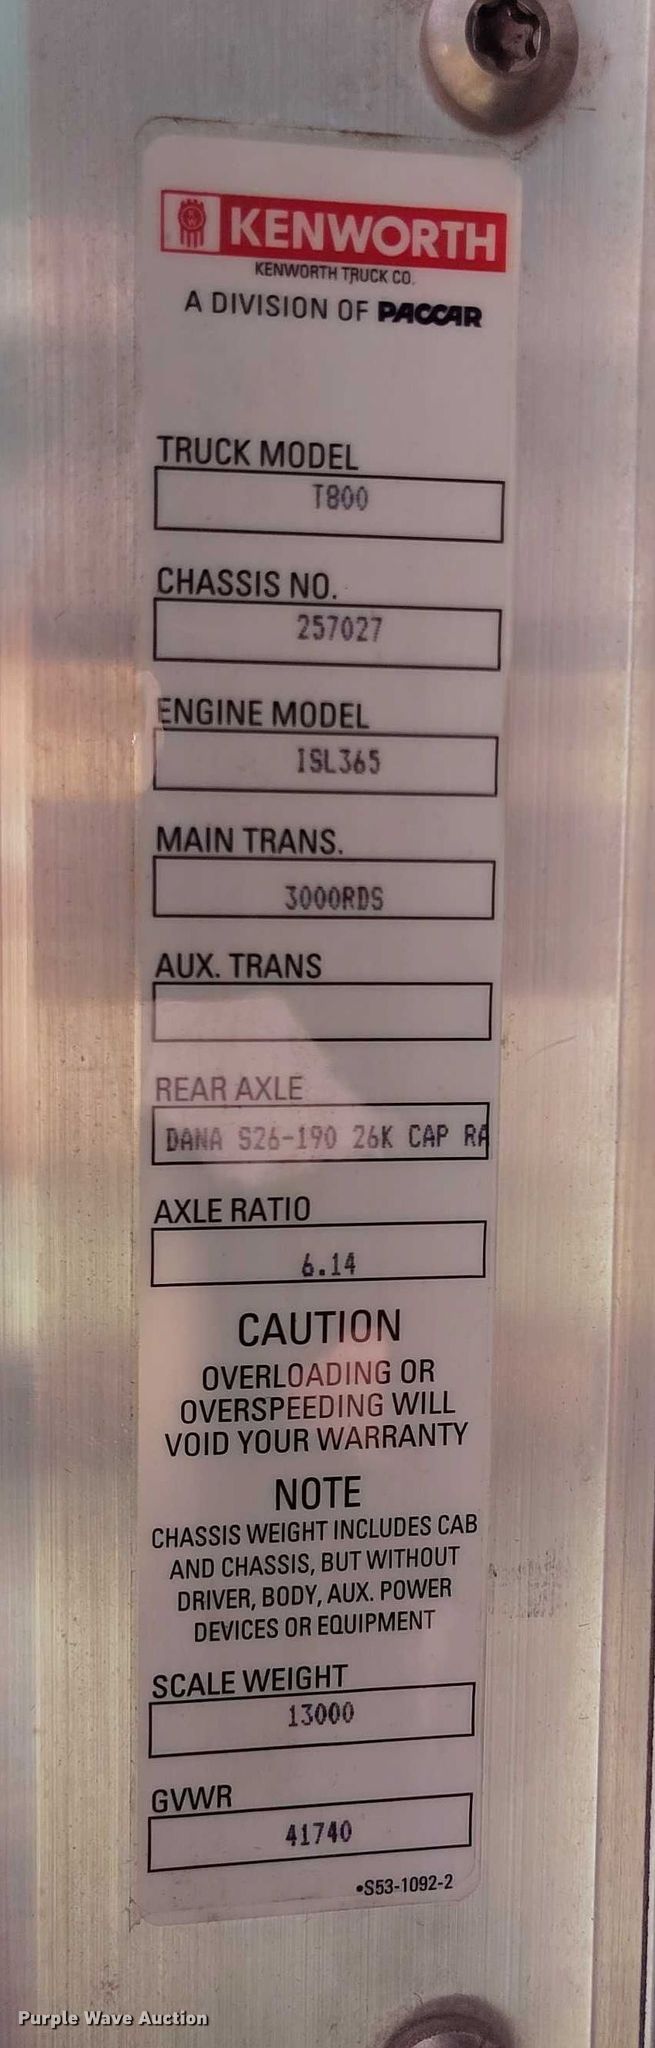 KENWORTH
KENWORTH TRUCK CO.
A DIVISION OF PACCAR
TRUCK MODEL
T800
CHASSIS NO.
257027
ENGINE MODEL
ISL365
MAIN TRANS.
3000RDS
AUX. TRANS
REAR AXLE
DANA S26-190 26K CAP RA
AXLE RATIO
6.14
CAUTION
OVERLOADING OR
OVERSPEEDING WILL
VOID YOUR WARRANTY
NOTE
CHASSIS WEIGHT INCLUDES CAB
AND CHASSIS, BUT WITHOUT
DRIVER, BODY, AUX. POWER
DEVICES OR EQUIPMENT
SCALE WEIGHT
13000
GVWR
41740
•S53-1092-2
Purple Wave Auction